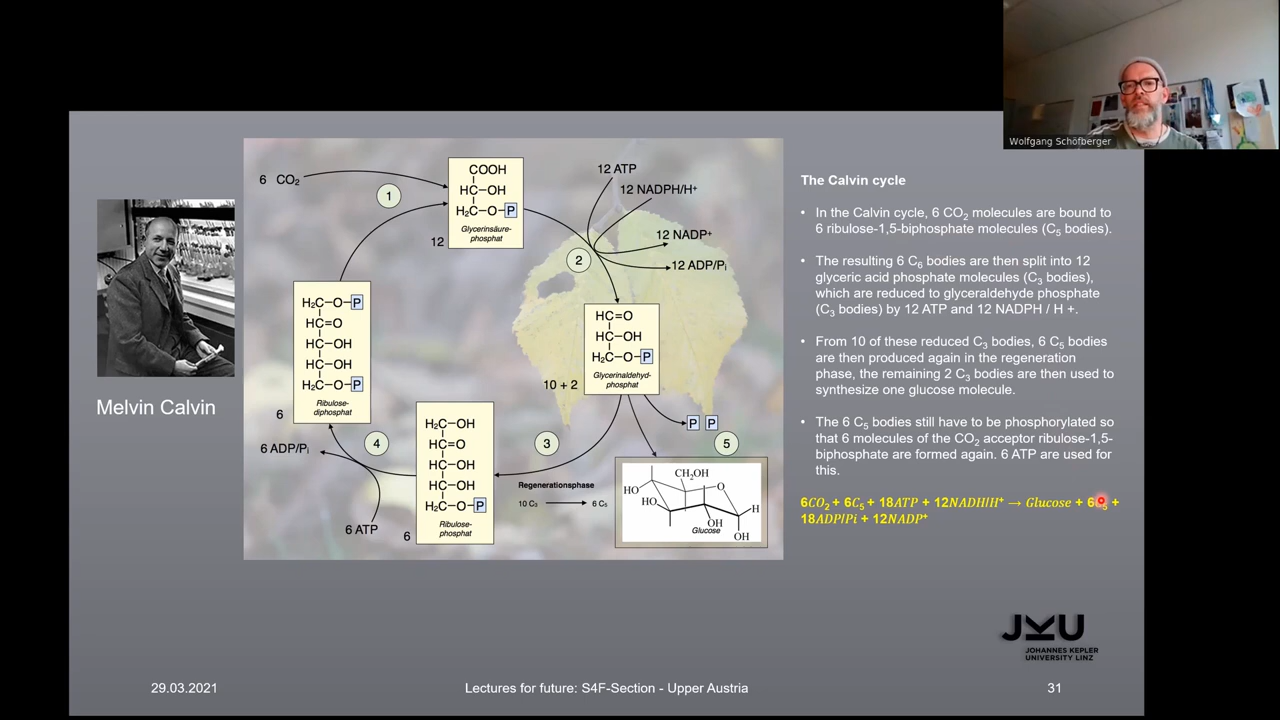 Wolfgang Schöfberger
The Calvin cycle
• In the Calvin cycle, 6 CO₂ molecules are bound to
6 ribulose-1,5-biphosphate molecules (C₅ bodies).
• The resulting 6 C₆ bodies are then split into 12
glyceric acid phosphate molecules (C₃ bodies),
which are reduced to glyceraldehyde phosphate
(C₃ bodies) by 12 ATP and 12 NADPH / H +.
• From 10 of these reduced C₃ bodies, 6 C₅ bodies
are then produced again in the regeneration
phase, the remaining 2 C₃ bodies are then used to
synthesize one glucose molecule.
• The 6 C₅ bodies still have to be phosphorylated so
that 6 molecules of the CO₂ acceptor ribulose-1,5-
biphosphate are formed again. 6 ATP are used for
this.
6CO₂ + 6C₅ + 18ATP + 12NADH/H⁺ → Glucose + 6C₅ +
18ADP/Pi + 12NADP⁺
Melvin Calvin
6 CO₂
1
COOH
HC–OH
H₂C–O–P
Glycerinsäure-
phosphat
12
12 ATP
12 NADPH/H⁺
12 NADP⁺
12 ADP/Pᵢ
2
HC=O
HC–OH
H₂C–O–P
Glycerinaldehyd-
phosphat
10 + 2
P P
5
3
Regenerationsphase
10 C₃ → 6 C₅
CH₂OH
HO
O
HO
H
OH
Glucose
OH
H₂C–OH
HC=O
HC–OH
HC–OH
H₂C–O–P
Ribulose-
phosphat
6
6 ATP
6 ADP/Pᵢ
4
H₂C–O–P
HC=O
HC–OH
HC–OH
H₂C–O–P
Ribulose-
diphosphat
6
JKU
JOHANNES KEPLER
UNIVERSITY LINZ
29.03.2021
Lectures for future: S4F-Section - Upper Austria
31